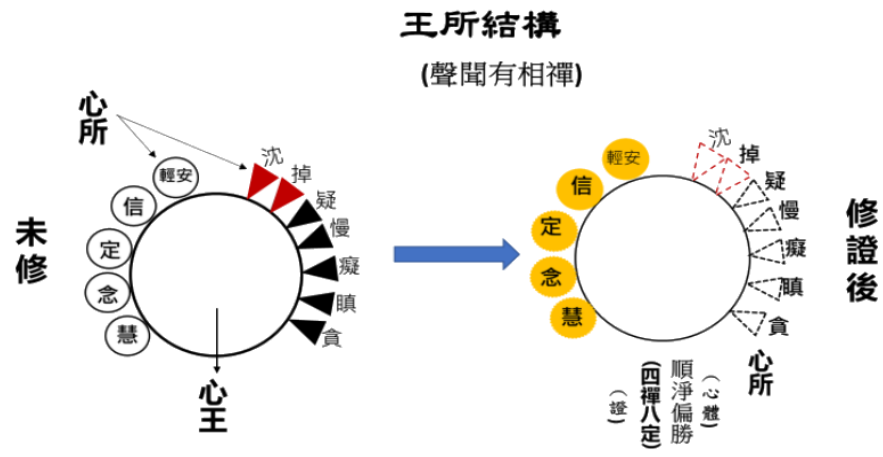 王所結構
(聲聞有相禪)
未修
心所
輕安
信
定
念
慧
沈
掉
疑
慢
癡
瞋
貪
心王
輕安
信
定
念
慧
沈
掉
疑
慢
癡
瞋
貪
心所
(心體)
順淨偏勝
(四禪八定)
(證)
修證後